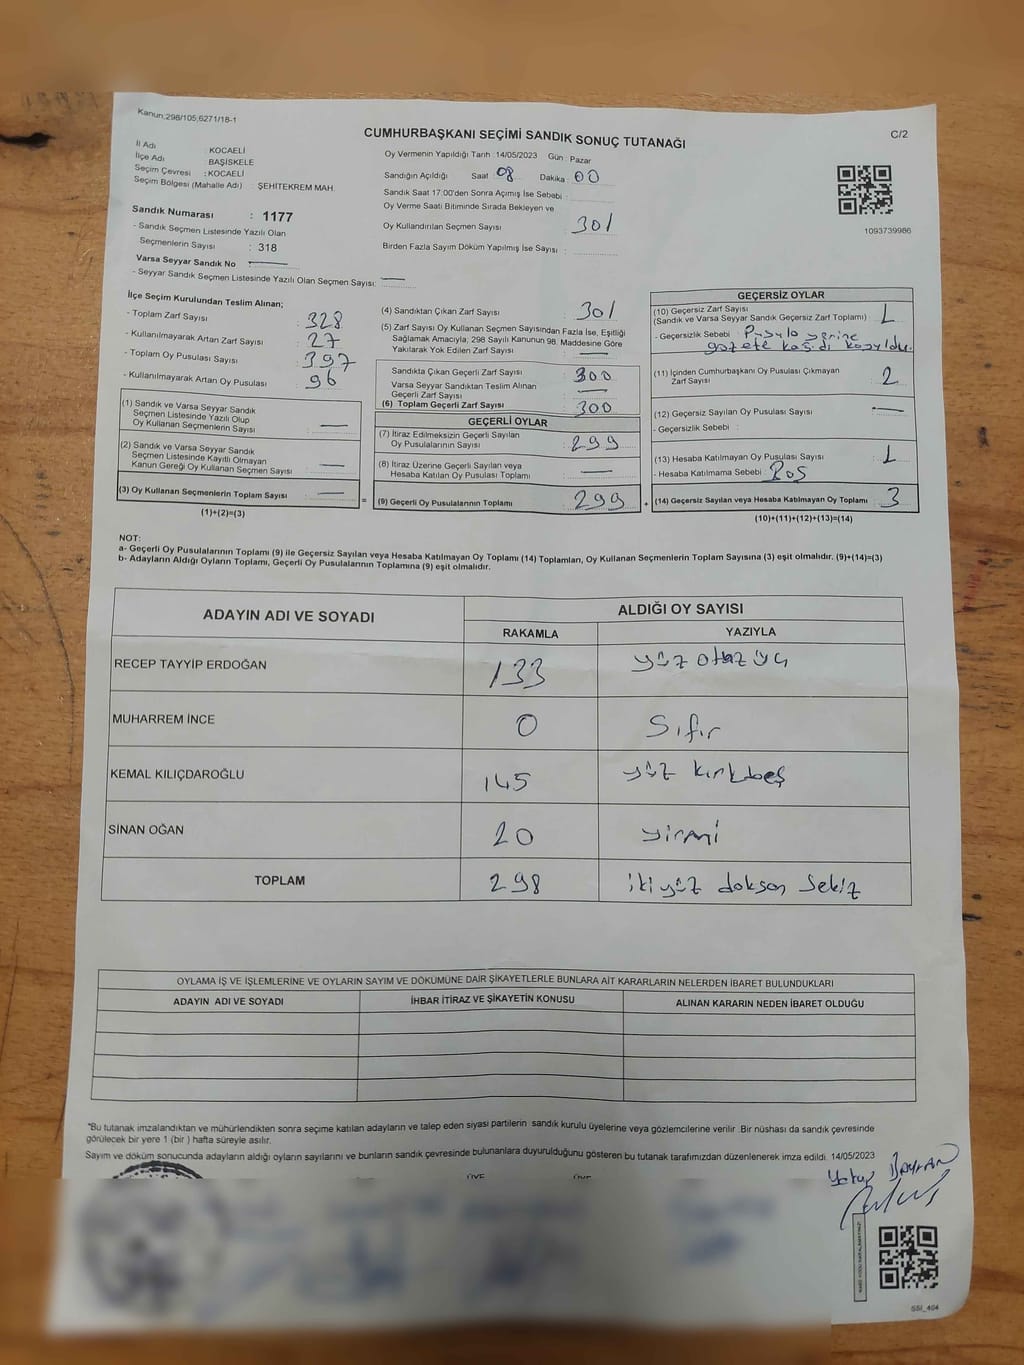 Kanun;298/105;6271/18-1
CUMHURBAŞKANI SEÇİMİ SANDIK SONUÇ TUTANAĞI
C/2
İl Adı : KOCAELİ
İlçe Adı : BAŞİSKELE
Seçim Çevresi : KOCAELİ
Seçim Bölgesi (Mahalle Adı) : ŞEHİTEKREM MAH.
Sandık Numarası : 1177
- Sandık Seçmen Listesinde Yazılı Olan
Seçmenlerin Sayısı : 318
Varsa Seyyar Sandık No —
- Seyyar Sandık Seçmen Listesinde Yazılı Olan Seçmen Sayısı: —
Oy Vermenin Yapıldığı Tarih :14/05/2023 Gün : Pazar
Sandığın Açıldığı Saat 08 Dakika : 00
Sandık Saat 17:00'den Sonra Açımış İse Sebebi :
Oy Verme Saati Bitiminde Sırada Bekleyen ve
Oy Kullandırılan Seçmen Sayısı : 301
Birden Fazla Sayım Döküm Yapılmış İse Sayısı :
1093739986
İlçe Seçim Kurulundan Teslim Alınan;
- Toplam Zarf Sayısı : 328
- Kullanılmayarak Artan Zarf Sayısı : 27
- Toplam Oy Pusulası Sayısı : 397
- Kullanılmayarak Artan Oy Pusulası : 96
(1) Sandık ve Varsa Seyyar Sandık
Seçmen Listesinde Yazılı Olup
Oy Kullanan Seçmenlerin Sayısı : —
(2) Sandık ve Varsa Seyyar Sandık
Seçmen Listesinde Kayıtlı Olmayan
Kanun Gereği Oy Kullanan Seçmen Sayısı : —
(3) Oy Kullanan Seçmenlerin Toplam Sayısı : —
(1)+(2)=(3)
=
(4) Sandıktan Çıkan Zarf Sayısı : 301
(5) Zarf Sayısı Oy Kullanan Seçmen Sayısından Fazla İse, Eşitliği
Sağlamak Amacıyla, 298 Sayılı Kanunun 98. Maddesine Göre
Yakılarak Yok Edilen Zarf Sayısı : —
Sandıkta Çıkan Geçerli Zarf Sayısı : 300
Varsa Seyyar Sandıktan Teslim Alınan
Geçerli Zarf Sayısı : —
(6) Toplam Geçerli Zarf Sayısı : 300
GEÇERLİ OYLAR
(7) İtiraz Edilmeksizin Geçerli Sayılan
Oy Pusulalarının Sayısı : 299
(8) İtiraz Üzerine Geçerli Sayılan veya
Hesaba Katılan Oy Pusulası Toplamı : —
(9) Geçerli Oy Pusulalarının Toplamı : 299
+
GEÇERSİZ OYLAR
(10) Geçersiz Zarf Sayısı
(Sandık ve Varsa Seyyar Sandık Geçersiz Zarf Toplamı) : 1
- Geçersizlik Sebebi : Pusula yerine
gazete kağıdı koyuldu.
(11) İçinden Cumhurbaşkanı Oy Pusulası Çıkmayan
Zarf Sayısı : 2
(12) Geçersiz Sayılan Oy Pusulası Sayısı : —
- Geçersizlik Sebebi :
(13) Hesaba Katılmayan Oy Pusulası Sayısı : 1
- Hesaba Katılmama Sebebi : Boş
(14) Geçersiz Sayılan veya Hesaba Katılmayan Oy Toplamı : 3
(10)+(11)+(12)+(13)=(14)
NOT:
a- Geçerli Oy Pusulalarının Toplamı (9) ile Geçersiz Sayılan veya Hesaba Katılmayan Oy Toplamı (14) Toplamları, Oy Kullanan Seçmenlerin Toplam Sayısına (3) eşit olmalıdır. (9)+(14)=(3)
b- Adayların Aldığı Oyların Toplamı, Geçerli Oy Pusulalarının Toplamına (9) eşit olmalıdır.
ADAYIN ADI VE SOYADI
ALDIĞI OY SAYISI
RAKAMLA YAZIYLA
RECEP TAYYİP ERDOĞAN 133 yüz otuz üç
MUHARREM İNCE 0 Sıfır
KEMAL KILIÇDAROĞLU 145 yüz kırkbeş
SİNAN OĞAN 20 yirmi
TOPLAM 298 iki yüz doksan sekiz
OYLAMA İŞ VE İŞLEMLERİNE VE OYLARIN SAYIM VE DÖKÜMÜNE DAİR ŞİKAYETLERLE BUNLARA AİT KARARLARIN NELERDEN İBARET BULUNDUKLARI
ADAYIN ADI VE SOYADI İHBAR İTİRAZ VE ŞİKAYETİN KONUSU ALINAN KARARIN NEDEN İBARET OLDUĞU
"Bu tutanak imzalandıktan ve mühürlendikten sonra seçime katılan adayların ve talep eden siyasi partilerin sandık kurulu üyelerine veya gözlemcilerine verilir. Bir nüshası da sandık çevresinde
görülecek bir yere 1 (bir ) hafta süreyle asılır.
Sayım ve döküm sonucunda adayların aldığı oyların sayılarını ve bunların sandık çevresinde bulunanlara duyurulduğunu gösteren bu tutanak tarafımızdan düzenlenerek imza edildi. 14/05/2023
ÜYE ÜYE